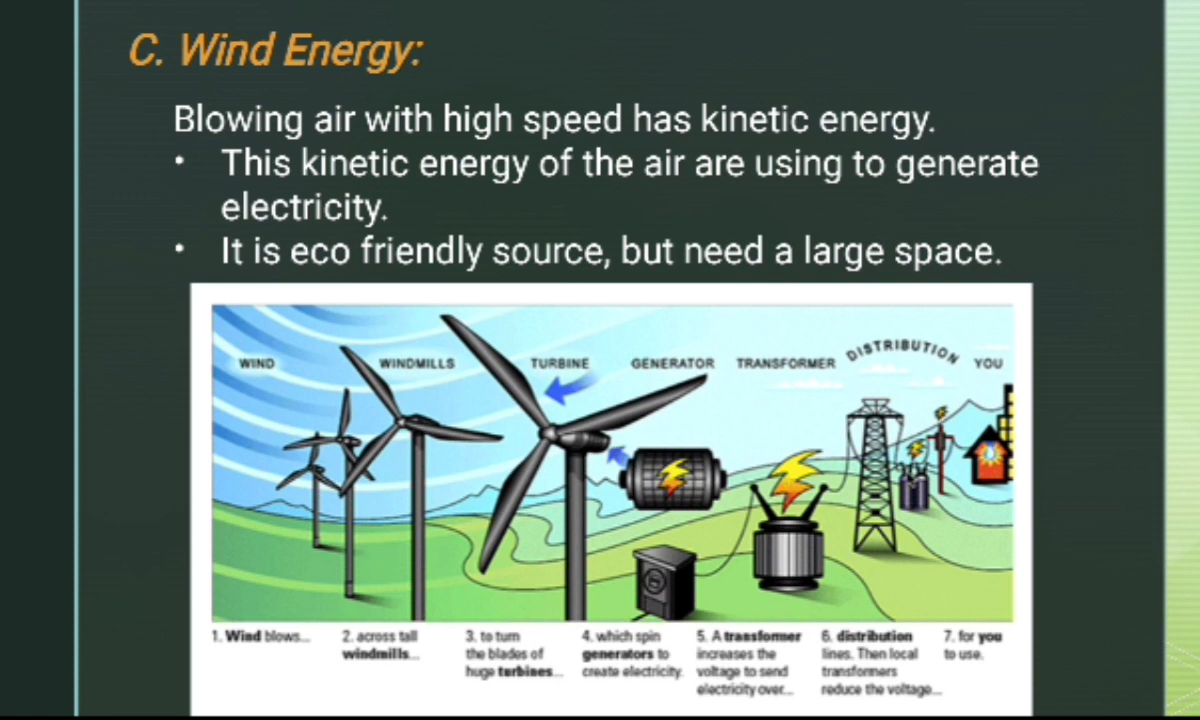 C. Wind Energy:
Blowing air with high speed has kinetic energy.
• This kinetic energy of the air are using to generate
electricity.
• It is eco friendly source, but need a large space.
WIND
WINDMILLS
TURBINE
GENERATOR
TRANSFORMER
DISTRIBUTION
YOU
1. Wind blows...
2. across tall
windmills...
3. to turn
the blades of
huge turbines...
4. which spin
generators to
create electricity.
5. A transformer
increases the
voltage to send
electricity over...
6. distribution
lines. Then local
transformers
reduce the voltage...
7. for you
to use.